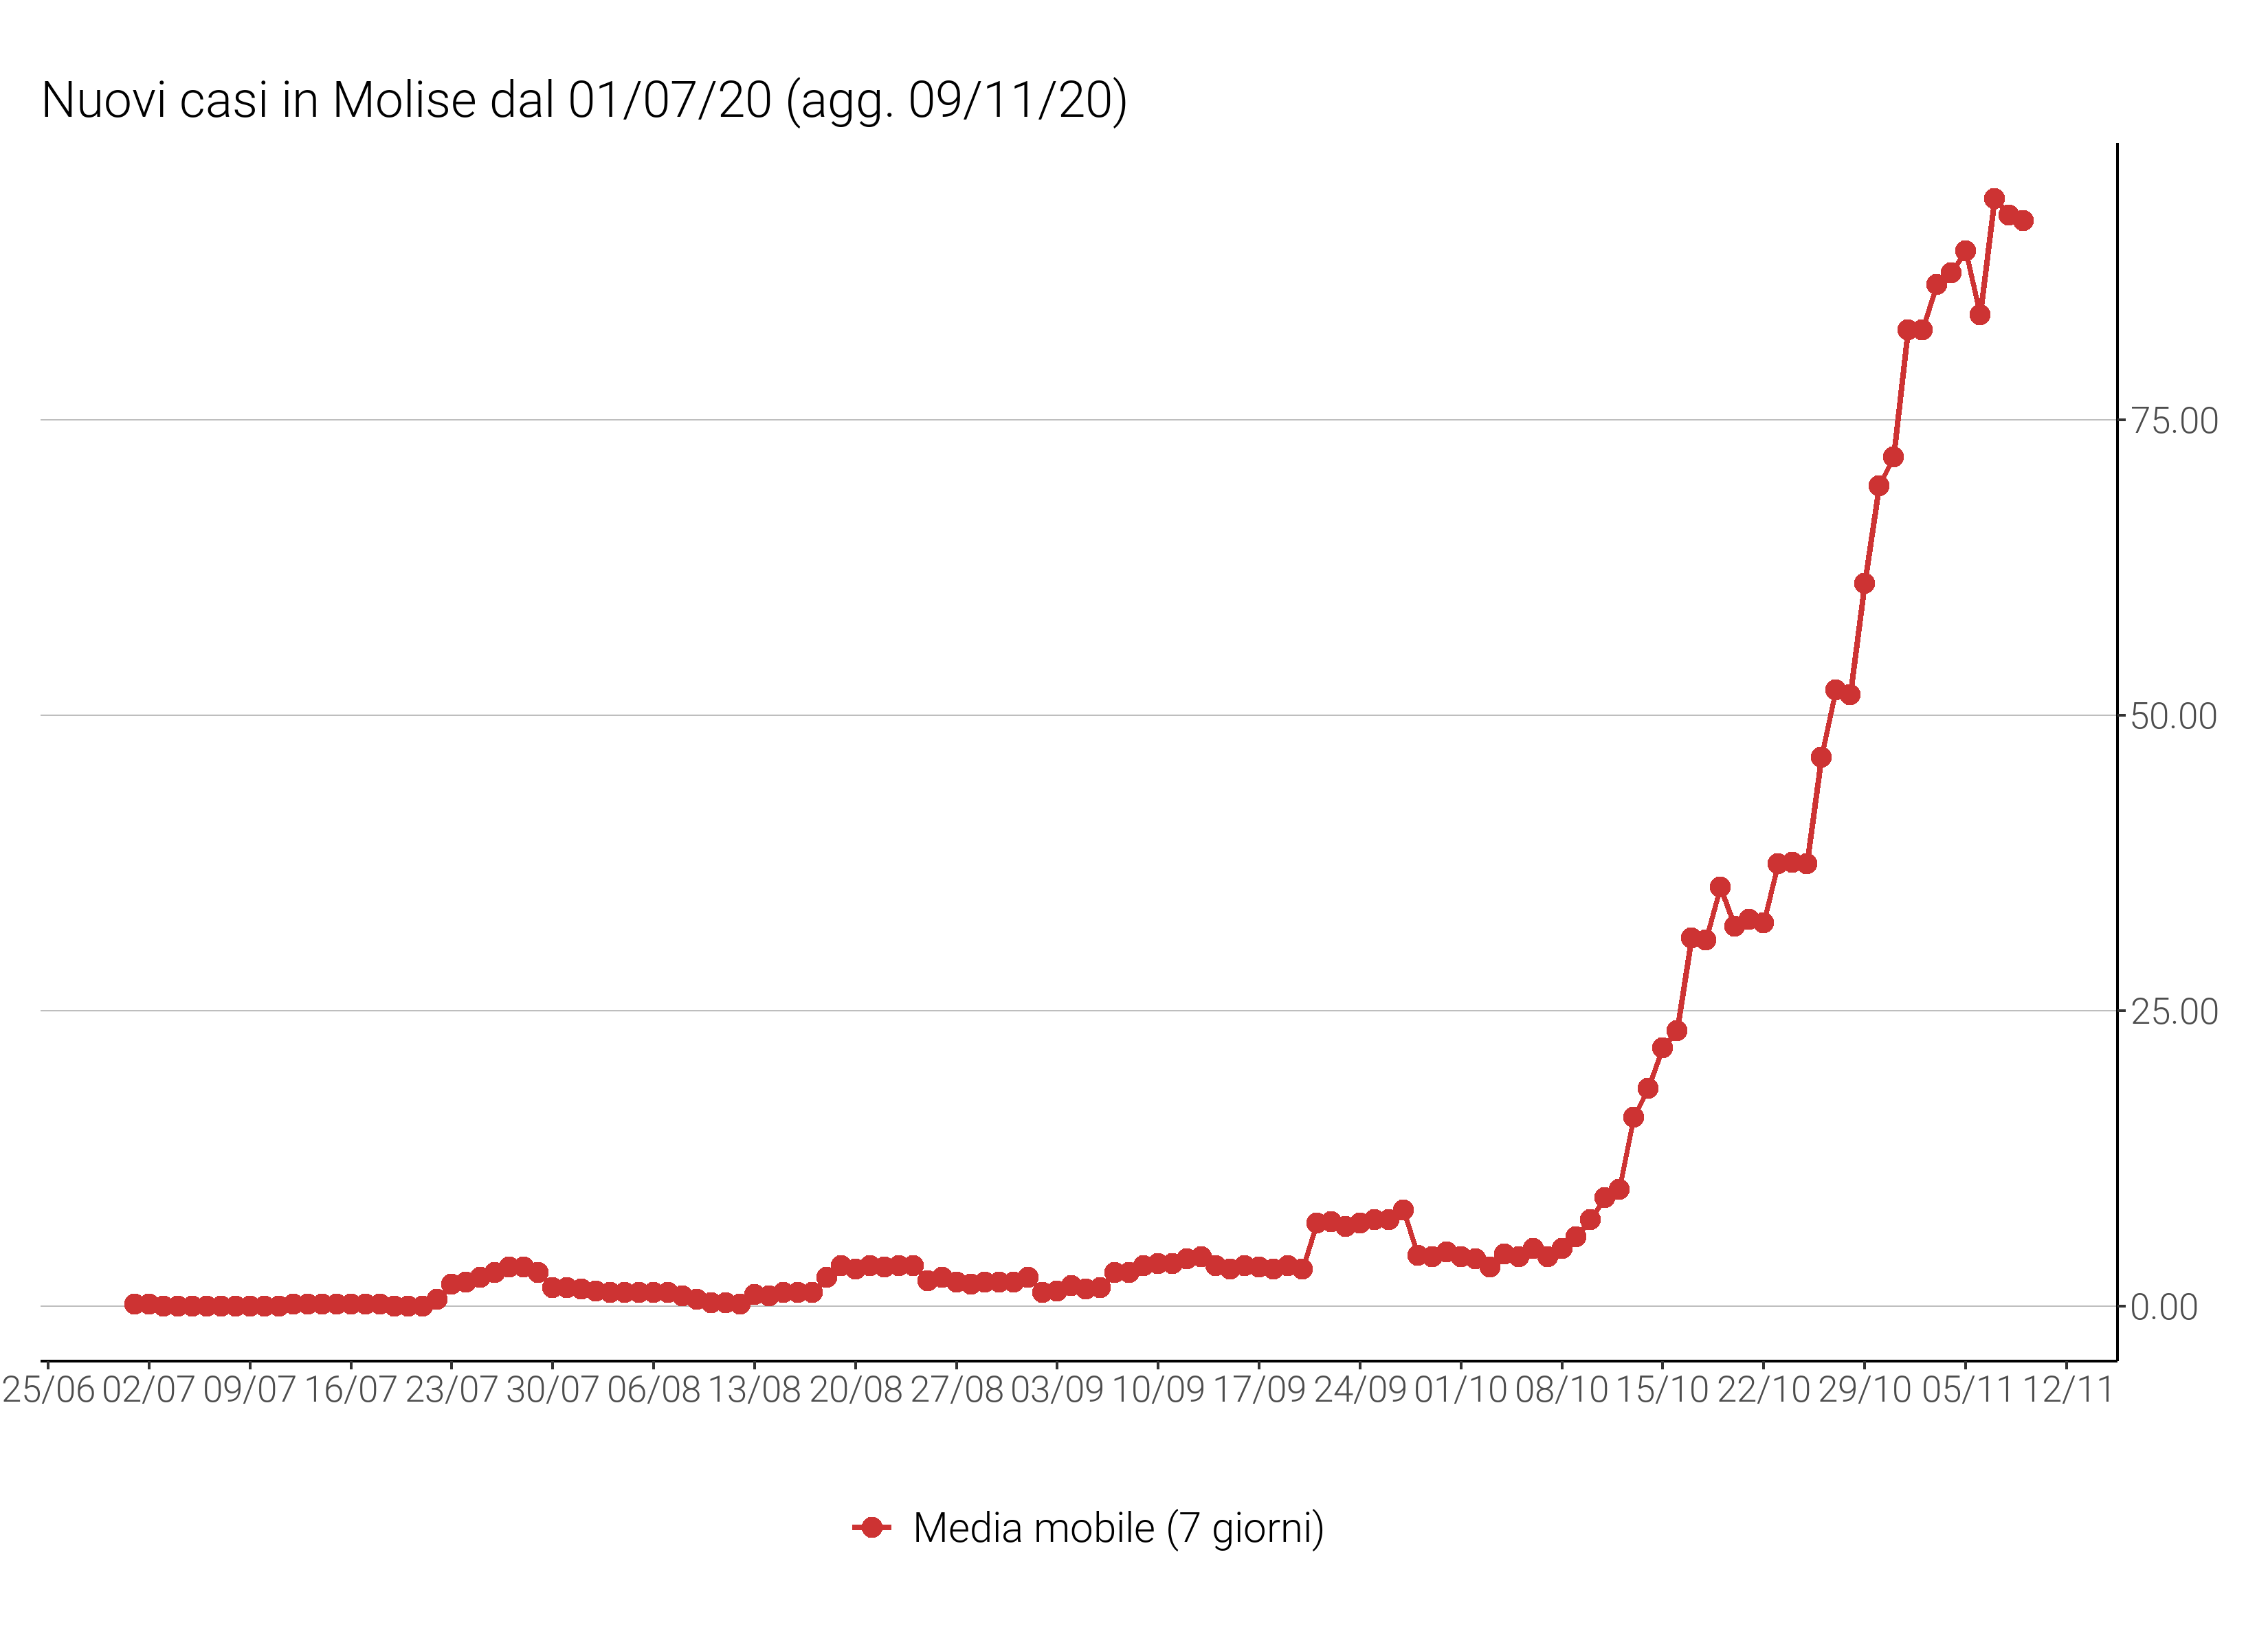 Nuovi casi in Molise dal 01/07/20 (agg. 09/11/20)
75.00
50.00
25.00
0.00
25/06 02/07 09/07 16/07 23/07 30/07 06/08 13/08 20/08 27/08 03/09 10/09 17/09 24/09 01/10 08/10 15/10 22/10 29/10 05/11 12/11
Media mobile (7 giorni)